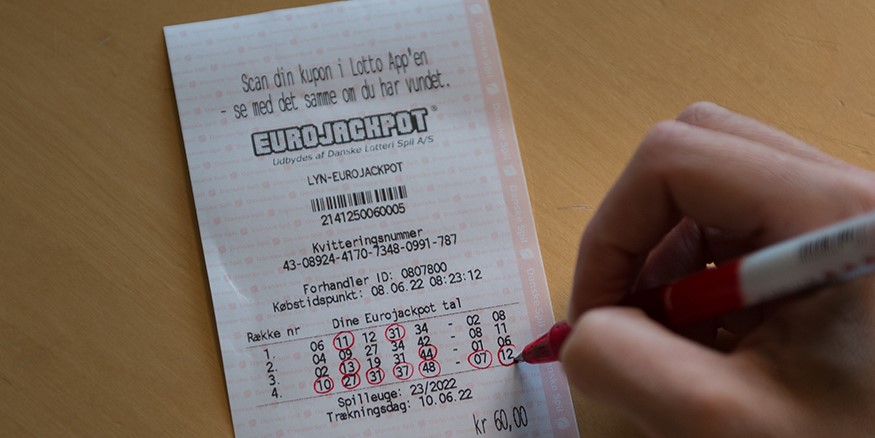 Scan din kupon i Lotto App'en
- se med det samme om du har vundet.
EUROJACKPOT®
Udbydes af Danske Lotteri Spil A/S
LYN-EUROJACKPOT
2141250060005
Kvitteringsnummer
43-08924-4170-7348-0991-787
Forhandler ID: 0807800
Købstidspunkt: 08.06.22 08:23:12
Række nr Dine Eurojackpot tal
1. 06 11 12 31 34 - 02 08
2. 04 09 27 34 42 - 08 11
3. 02 13 19 31 44 - 01 06
4. 10 27 31 37 48 - 07 12
Spilleuge: 23/2022
Trækningsdag: 10.06.22
kr 60,00
Danske Spil